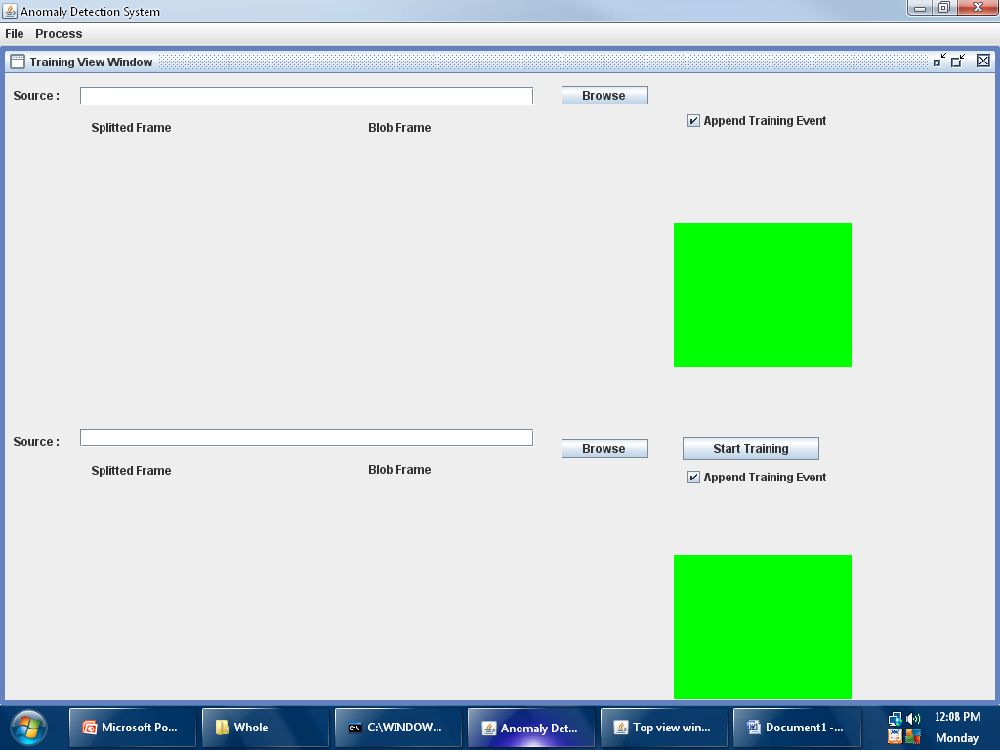 Anomaly Detection System
File Process
Training View Window
Source :
Browse
Append Training Event
Splitted Frame
Blob Frame
Source :
Browse
Start Training
Append Training Event
Splitted Frame
Blob Frame
Microsoft Po...
Whole
C:\WINDOW...
Anomaly Det...
Top view win...
Document1 -...
12:08 PM
Monday